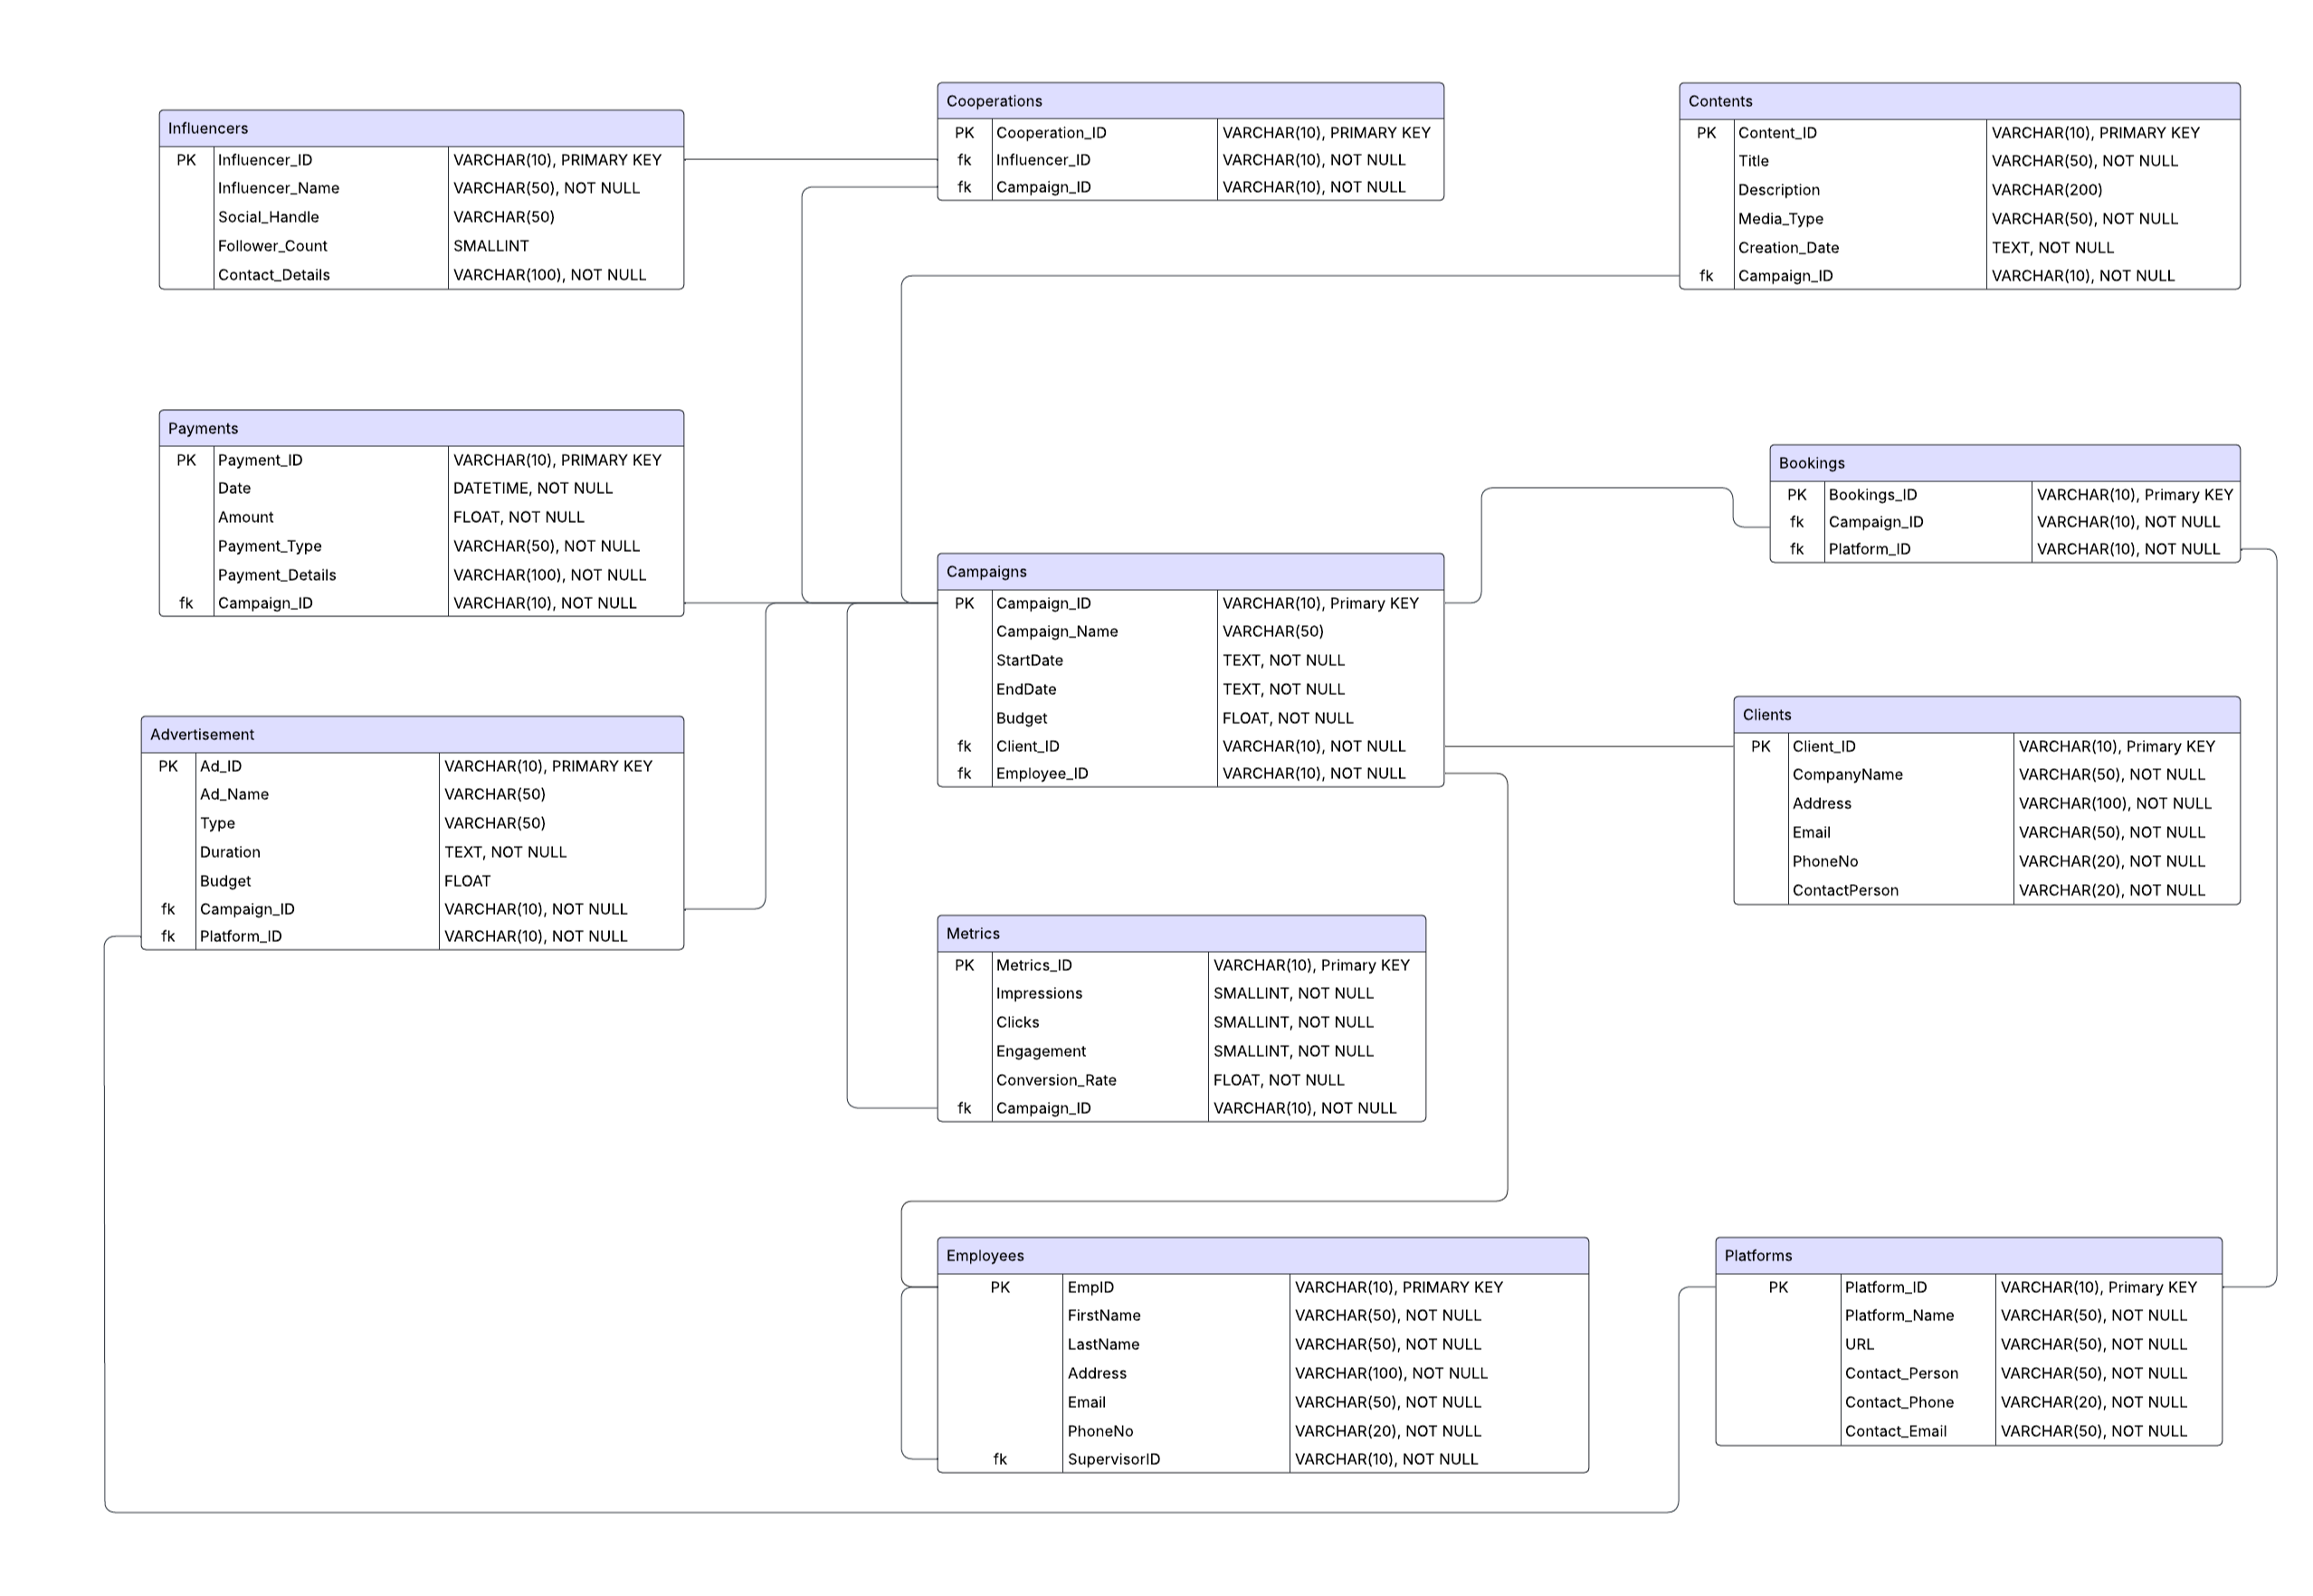 Influencers
PK Influencer_ID VARCHAR(10), PRIMARY KEY
Influencer_Name VARCHAR(50), NOT NULL
Social_Handle VARCHAR(50)
Follower_Count SMALLINT
Contact_Details VARCHAR(100), NOT NULL
Cooperations
PK Cooperation_ID VARCHAR(10), PRIMARY KEY
fk Influencer_ID VARCHAR(10), NOT NULL
fk Campaign_ID VARCHAR(10), NOT NULL
Contents
PK Content_ID VARCHAR(10), PRIMARY KEY
Title VARCHAR(50), NOT NULL
Description VARCHAR(200)
Media_Type VARCHAR(50), NOT NULL
Creation_Date TEXT, NOT NULL
fk Campaign_ID VARCHAR(10), NOT NULL
Payments
PK Payment_ID VARCHAR(10), PRIMARY KEY
Date DATETIME, NOT NULL
Amount FLOAT, NOT NULL
Payment_Type VARCHAR(50), NOT NULL
Payment_Details VARCHAR(100), NOT NULL
fk Campaign_ID VARCHAR(10), NOT NULL
Campaigns
PK Campaign_ID VARCHAR(10), Primary KEY
Campaign_Name VARCHAR(50)
StartDate TEXT, NOT NULL
EndDate TEXT, NOT NULL
Budget FLOAT, NOT NULL
fk Client_ID VARCHAR(10), NOT NULL
fk Employee_ID VARCHAR(10), NOT NULL
Bookings
PK Bookings_ID VARCHAR(10), Primary KEY
fk Campaign_ID VARCHAR(10), NOT NULL
fk Platform_ID VARCHAR(10), NOT NULL
Advertisement
PK Ad_ID VARCHAR(10), PRIMARY KEY
Ad_Name VARCHAR(50)
Type VARCHAR(50)
Duration TEXT, NOT NULL
Budget FLOAT
fk Campaign_ID VARCHAR(10), NOT NULL
fk Platform_ID VARCHAR(10), NOT NULL
Clients
PK Client_ID VARCHAR(10), Primary KEY
CompanyName VARCHAR(50), NOT NULL
Address VARCHAR(100), NOT NULL
Email VARCHAR(50), NOT NULL
PhoneNo VARCHAR(20), NOT NULL
ContactPerson VARCHAR(20), NOT NULL
Metrics
PK Metrics_ID VARCHAR(10), Primary KEY
Impressions SMALLINT, NOT NULL
Clicks SMALLINT, NOT NULL
Engagement SMALLINT, NOT NULL
Conversion_Rate FLOAT, NOT NULL
fk Campaign_ID VARCHAR(10), NOT NULL
Employees
PK EmpID VARCHAR(10), PRIMARY KEY
FirstName VARCHAR(50), NOT NULL
LastName VARCHAR(50), NOT NULL
Address VARCHAR(100), NOT NULL
Email VARCHAR(50), NOT NULL
PhoneNo VARCHAR(20), NOT NULL
fk SupervisorID VARCHAR(10), NOT NULL
Platforms
PK Platform_ID VARCHAR(10), Primary KEY
Platform_Name VARCHAR(50), NOT NULL
URL VARCHAR(50), NOT NULL
Contact_Person VARCHAR(50), NOT NULL
Contact_Phone VARCHAR(20), NOT NULL
Contact_Email VARCHAR(50), NOT NULL